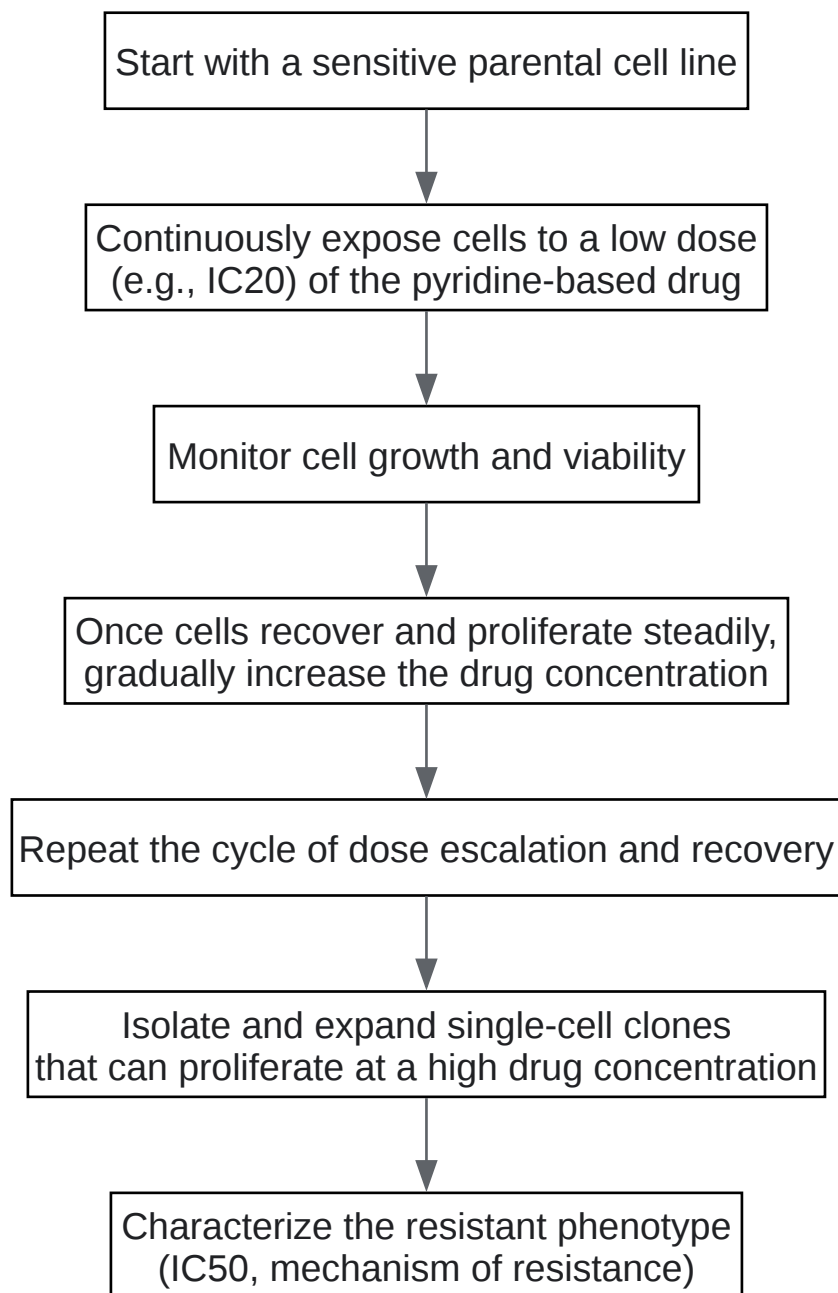 Start with a sensitive parental cell line
Continuously expose cells to a low dose
(e.g., IC20) of the pyridine-based drug
Monitor cell growth and viability
Once cells recover and proliferate steadily,
gradually increase the drug concentration
Repeat the cycle of dose escalation and recovery
Isolate and expand single-cell clones
that can proliferate at a high drug concentration
Characterize the resistant phenotype
(IC50, mechanism of resistance)